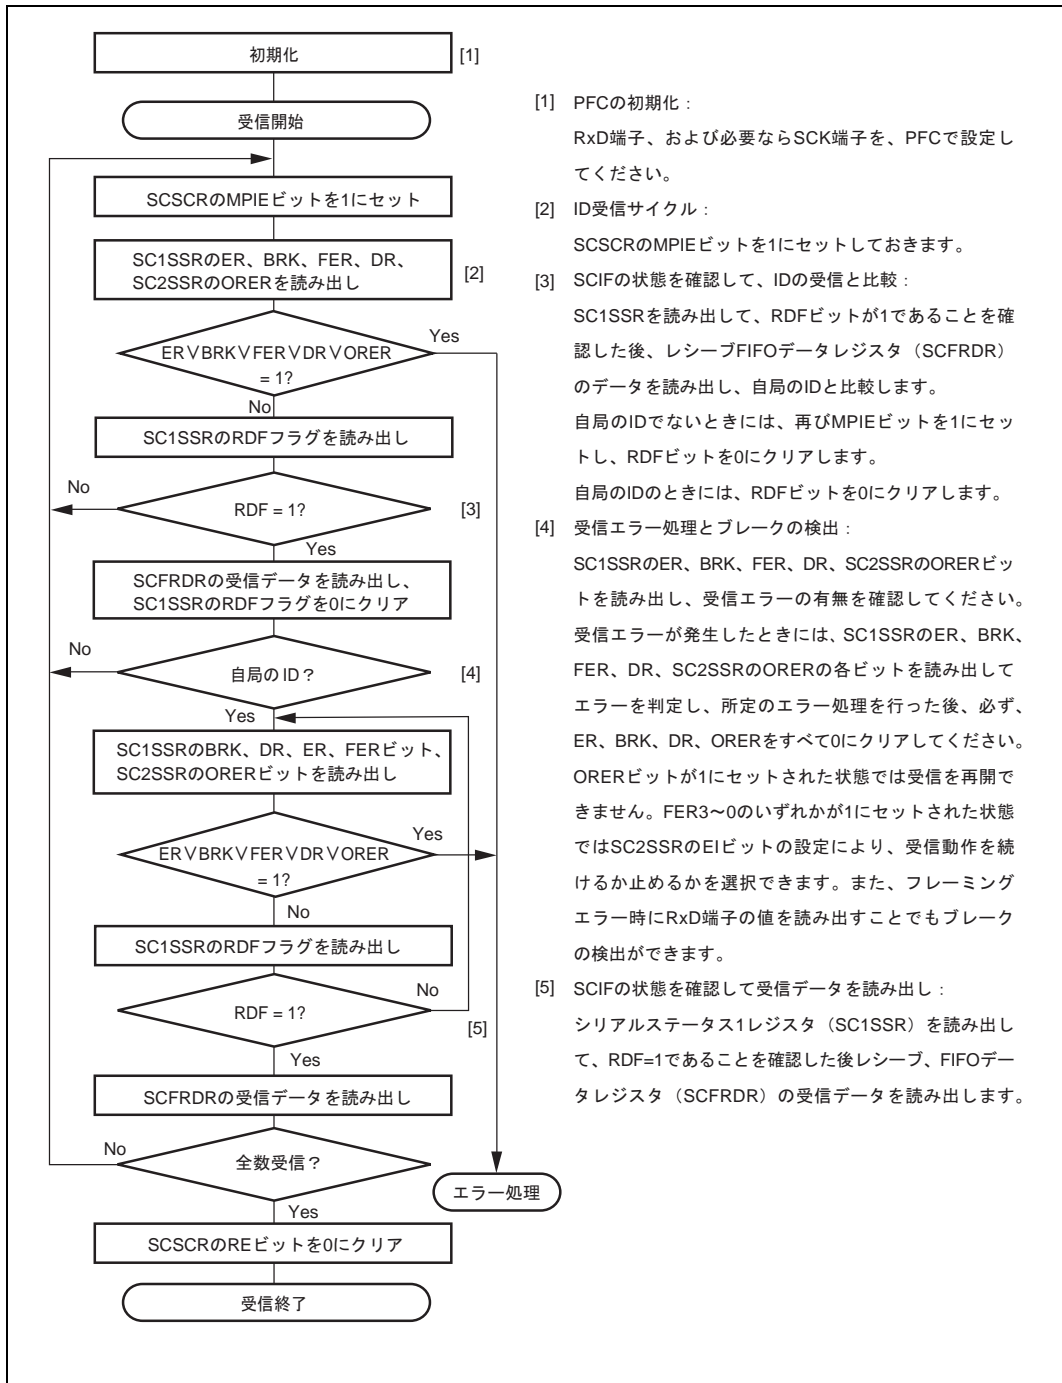 初期化
[1]
受信開始
SCSCRのMPIEビットを1にセット
SC1SSRのER、BRK、FER、DR、
SC2SSRのORERを読み出し
[2]
ER∨BRK∨FER∨DR∨ORER
= 1?
Yes
No
SC1SSRのRDFフラグを読み出し
No
RDF = 1?
[3]
Yes
SCFRDRの受信データを読み出し、
SC1SSRのRDFフラグを0にクリア
No
自局のID？
[4]
Yes
SC1SSRのBRK、DR、ER、FERビット、
SC2SSRのORERビットを読み出し
Yes
ER∨BRK∨FER∨DR∨ORER
= 1?
No
SC1SSRのRDFフラグを読み出し
No
RDF = 1?
[5]
Yes
SCFRDRの受信データを読み出し
No
全数受信？
エラー処理
Yes
SCSCRのREビットを0にクリア
受信終了
[1] PFCの初期化：
RxD端子、および必要ならSCK端子を、PFCで設定し
てください。
[2] ID受信サイクル：
SCSCRのMPIEビットを1にセットしておきます。
[3] SCIFの状態を確認して、IDの受信と比較：
SC1SSRを読み出して、RDFビットが1であることを確
認した後、レシーブFIFOデータレジスタ（SCFRDR）
のデータを読み出し、自局のIDと比較します。
自局のIDでないときには、再びMPIEビットを1にセッ
トし、RDFビットを0にクリアします。
自局のIDのときには、RDFビットを0にクリアします。
[4] 受信エラー処理とブレークの検出：
SC1SSRのER、BRK、FER、DR、SC2SSRのORERビッ
トを読み出し、受信エラーの有無を確認してください。
受信エラーが発生したときには、SC1SSRのER、BRK、
FER、DR、SC2SSRのORERの各ビットを読み出して
エラーを判定し、所定のエラー処理を行った後、必ず、
ER、BRK、DR、ORERをすべて0にクリアしてください。
ORERビットが1にセットされた状態では受信を再開で
きません。FER3～0のいずれかが1にセットされた状態
ではSC2SSRのEIビットの設定により、受信動作を続
けるか止めるかを選択できます。また、フレーミング
エラー時にRxD端子の値を読み出すことでもブレーク
の検出ができます。
[5] SCIFの状態を確認して受信データを読み出し：
シリアルステータス1レジスタ（SC1SSR）を読み出し
て、RDF=1であることを確認した後レシーブ、FIFOデー
タレジスタ（SCFRDR）の受信データを読み出します。